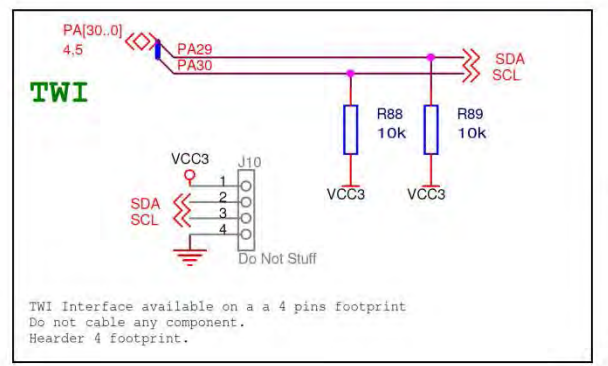 PA[30..0]
4,5
PA29
PA30
SDA
SCL
TWI
R88
10k
R89
10k
VCC3
VCC3
VCC3
J10
1
2
3
4
SDA
SCL
Do Not Stuff
TWI Interface available on a a 4 pins footprint
Do not cable any component.
Hearder 4 footprint.